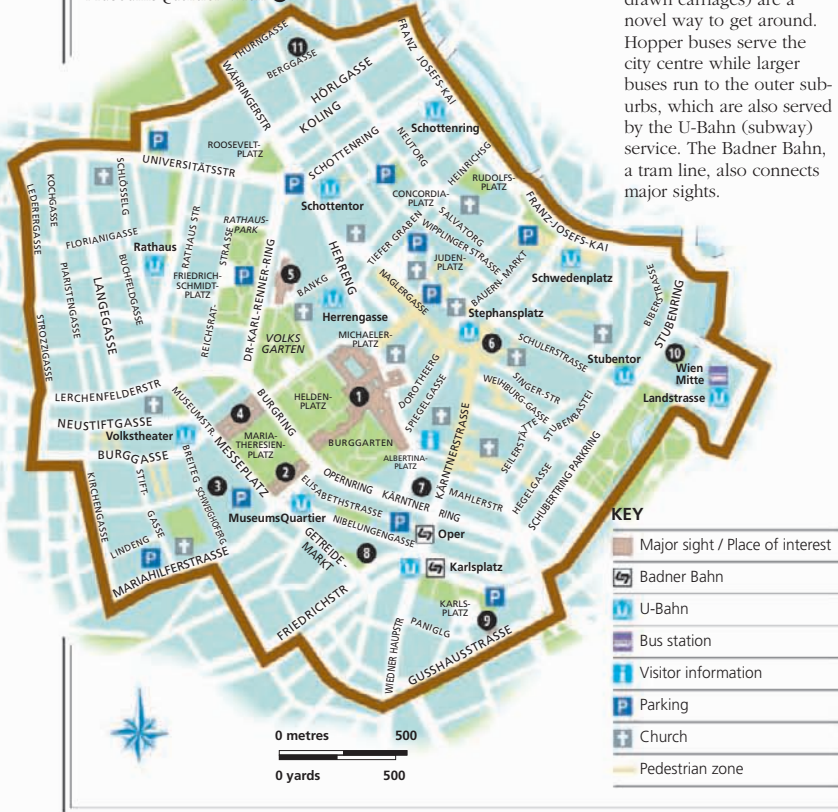 drawn carriages) are a
novel way to get around.
Hopper buses serve the
city centre while larger
buses run to the outer sub-
urbs, which are also served
by the U-Bahn (subway)
service. The Badner Bahn,
a tram line, also connects
major sights.
THURNGASSE
11
BERGGASSE
WÄHRINGERSTR
HÖRLGASSE
KOLING
FRANZ JOSEFS-KAI
Schottenring
SCHOTTENRING
NEUTORG
HEINRICHSG
RUDOLFS-
PLATZ
ROOSEVELT-
PLATZ
P
UNIVERSITÄTSSTR
P
P
Schottentor
CONCORDIA-
PLATZ
SALVATORG
WIPPLINGER STRASSE
TIEFER GRABEN
P
P
FRANZ-JOSEFS-KAI
LEDERERGASSE
KOCHGASSE
SCHLÖSSELG
FLORIANIGASSE
RATHAUS STR
RATHAUS-
PARK
STRASSE
Rathaus
PIARISTENGASSE
LANGEGASSE
BUCHFELDGASSE
FRIEDRICH-
SCHMIDT-
PLATZ
P
REICHSRAT-
DR-KARL-RENNER-RING
5
BANKG
HERRENG
Herrengasse
JUDEN-
PLATZ
BAUERN-MARKT
NAGLERGASSE
P
Schwedenplatz
Stephansplatz
6
SCHULERSTRASSE
BIBERSTRASSE
STUBENRING
Stubentor
10
Wien
Mitte
Landstrasse
STROZZIGASSE
VOLKS
GARTEN
MICHAELER-
PLATZ
HELDEN-
PLATZ
1
DOROTHEERG
SPIEGELGASSE
SINGER-STR
WEIHBURG-GASSE
STUBENBASTEI
SEILERSTÄTTE
LERCHENFELDERSTR
NEUSTIFTGASSE
Volkstheater
BURGGASSE
MUSEUMSTR
4
BURGRING
MARIA-
THERESIEN-
PLATZ
MESSEPLATZ
2
BURGGARTEN
ALBERTINA-
PLATZ
KÄRNTNERSTRASSE
7
MAHLERSTR
HEGELGASSE
SCHUBERTRING PARKRING
KIRCHENGASSE
STIFT-
GASSE
BREITE G
SCHWEIGHOFERG
3
P
MuseumsQuartier
OPERNRING
KÄRNTNER RING
ELISABETHSTRASSE
NIBELUNGENGASSE
P
Oper
LINDENG
P
MARIAHILFERSTRASSE
GETREIDE-
MARKT
8
Karlsplatz
KARLS-
PLATZ
P
9
FRIEDRICHSTR
WIEDNER HAUPSTR
PANIGLG
GUSSHAUSSTRASSE
0 metres 500
0 yards 500
KEY
Major sight / Place of interest
Badner Bahn
U-Bahn
Bus station
Visitor information
P Parking
Church
Pedestrian zone